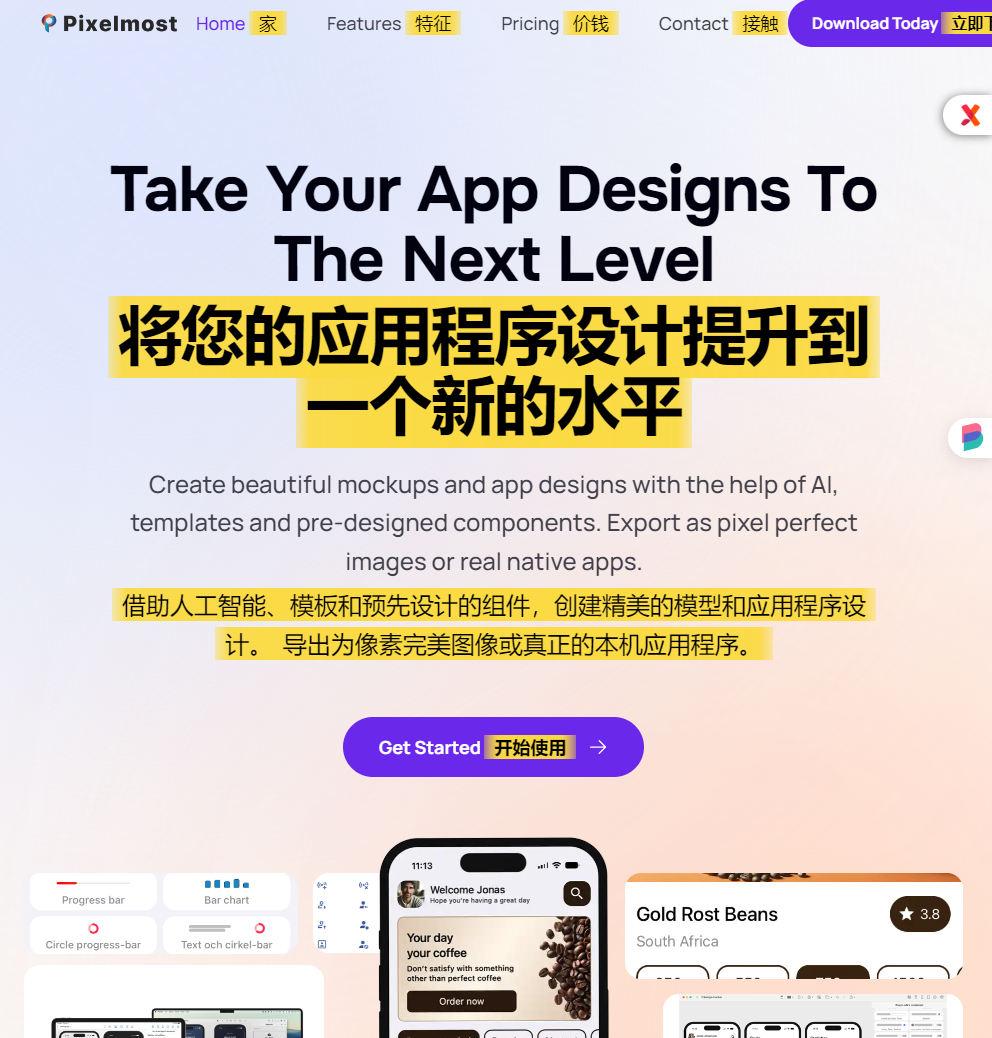 Pixelmost Home 家 Features 特征 Pricing 价钱 Contact 接触 Download Today 立即
Take Your App Designs To
The Next Level
将您的应用程序设计提升到
一个新的水平
Create beautiful mockups and app designs with the help of AI,
templates and pre-designed components. Export as pixel perfect
images or real native apps.
借助人工智能、模板和预先设计的组件，创建精美的模型和应用程序设
计。 导出为像素完美图像或真正的本机应用程序。
Get Started 开始使用
Progress bar
Bar chart
Circle progress-bar
Text och cirkel-bar
11:13
Welcome Jonas
Hope you're having a great day
Your day
your coffee
Don't satisfy with something
other than perfect coffee
Order now
Gold Rost Beans
3.8
South Africa